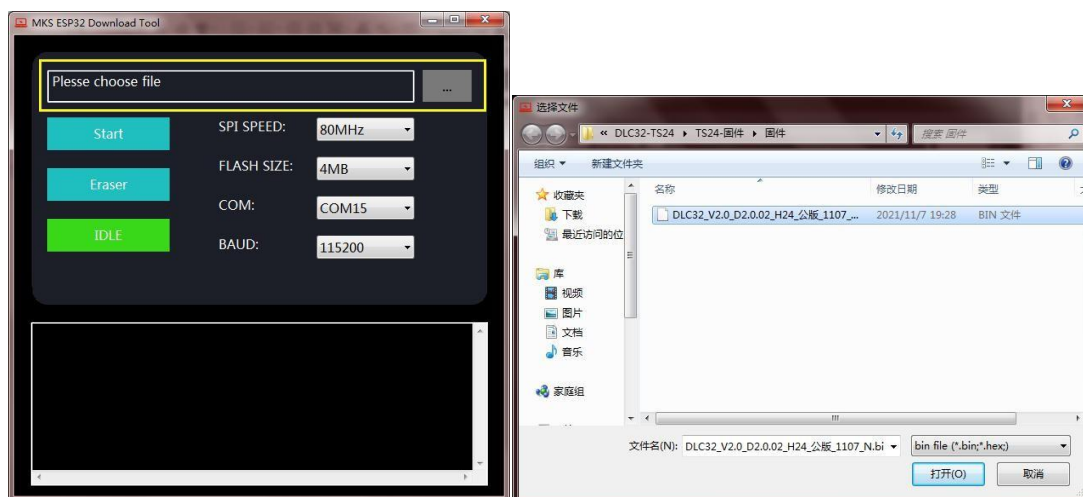 MKS ESP32 Download Tool
Plesse choose file
...
Start
SPI SPEED:
80MHz
Eraser
FLASH SIZE:
4MB
COM:
COM15
IDLE
BAUD:
115200
选择文件
« DLC32-TS24 ▸ TS24-固件 ▸ 固件
搜索 固件
组织 新建文件夹
名称 修改日期 类型
收藏夹
下载
最近访问的位
库
视频
图片
文档
音乐
家庭组
DLC32_V2.0_D2.0.02_H24_公版_1107_... 2021/11/7 19:28 BIN 文件
文件名(N): DLC32_V2.0_D2.0.02_H24_公版_1107_N.bi bin file (*.bin;*.hex;)
打开(O) 取消